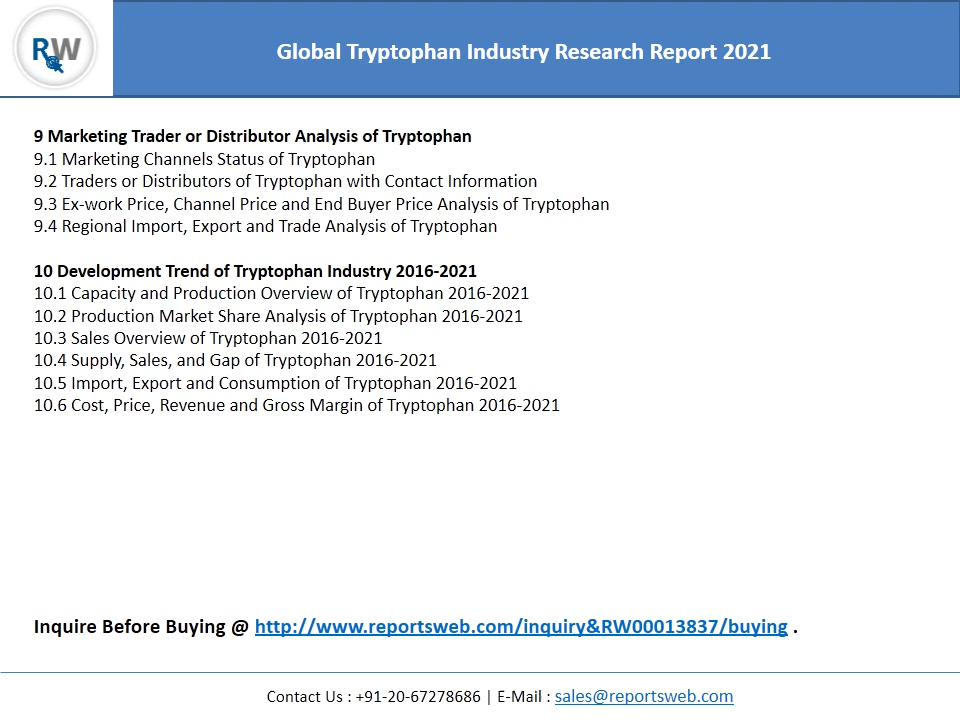 RW
Global Tryptophan Industry Research Report 2021
9 Marketing Trader or Distributor Analysis of Tryptophan
9.1 Marketing Channels Status of Tryptophan
9.2 Traders or Distributors of Tryptophan with Contact Information
9.3 Ex-work Price, Channel Price and End Buyer Price Analysis of Tryptophan
9.4 Regional Import, Export and Trade Analysis of Tryptophan
10 Development Trend of Tryptophan Industry 2016-2021
10.1 Capacity and Production Overview of Tryptophan 2016-2021
10.2 Production Market Share Analysis of Tryptophan 2016-2021
10.3 Sales Overview of Tryptophan 2016-2021
10.4 Supply, Sales, and Gap of Tryptophan 2016-2021
10.5 Import, Export and Consumption of Tryptophan 2016-2021
10.6 Cost, Price, Revenue and Gross Margin of Tryptophan 2016-2021
Inquire Before Buying @ http://www.reportsweb.com/inquiry&RW00013837/buying .
Contact Us : +91-20-67278686 | E-Mail : sales@reportsweb.com